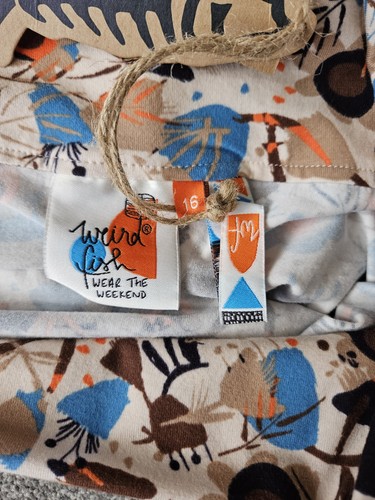 16
weird®
fish
WEAR THE
WEEKEND